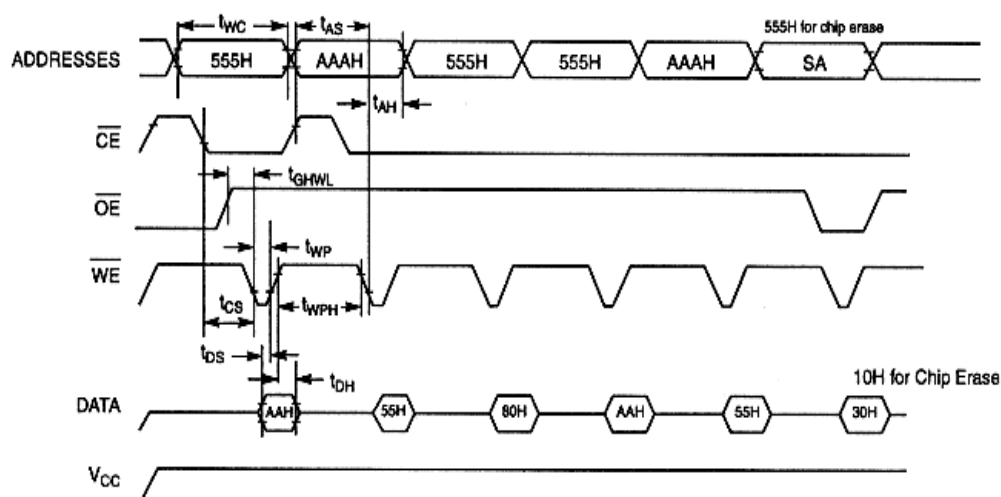 tWC
tAS
555H for chip erase
ADDRESSES
555H
AAAH
555H
555H
AAAH
SA
tAH
CE
tGHWL
OE
tWP
WE
tCS
tWPH
tDS
tDH
10H for Chip Erase
DATA
AAH
55H
80H
AAH
55H
30H
VCC